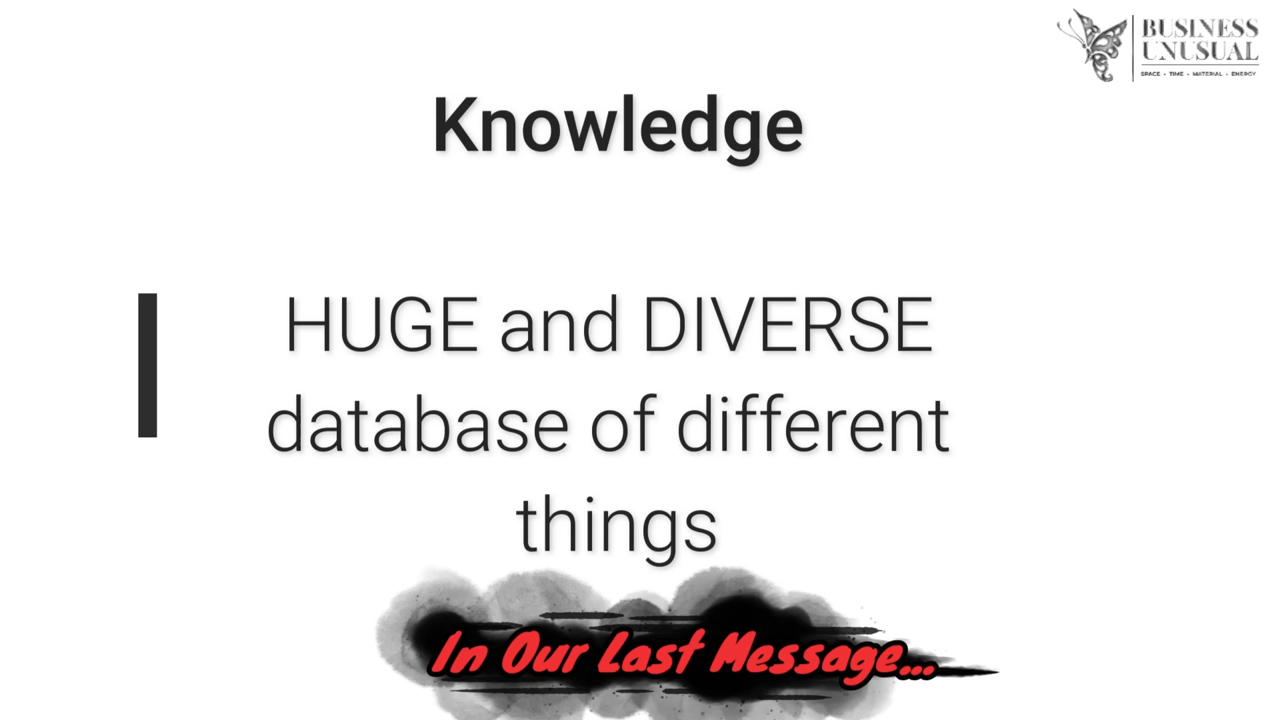 BUSINESS
UNUSUAL
SPACE • TIME • MATERIAL • ENERGY
Knowledge
HUGE and DIVERSE
database of different
things
In Our Last Message...